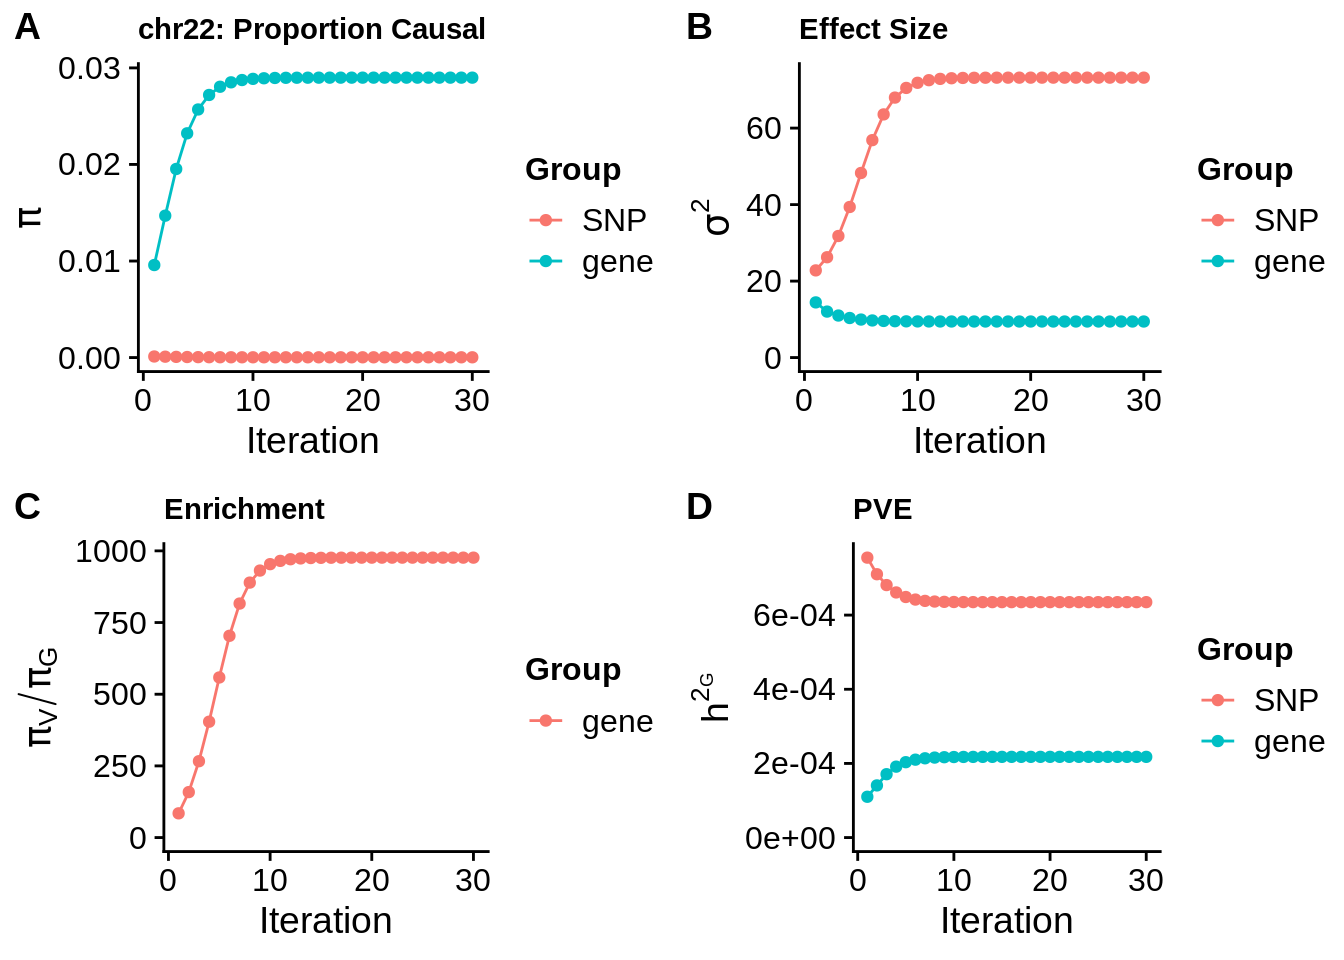 A
chr22: Proportion Causal
π
0.03
0.02
0.01
0.00
0 10 20 30
Iteration
Group
SNP
gene
B
Effect Size
σ²
60
40
20
0
0 10 20 30
Iteration
Group
SNP
gene
C
Enrichment
πV/πG
1000
750
500
250
0
0 10 20 30
Iteration
Group
gene
D
PVE
h2G
6e-04
4e-04
2e-04
0e+00
0 10 20 30
Iteration
Group
SNP
gene